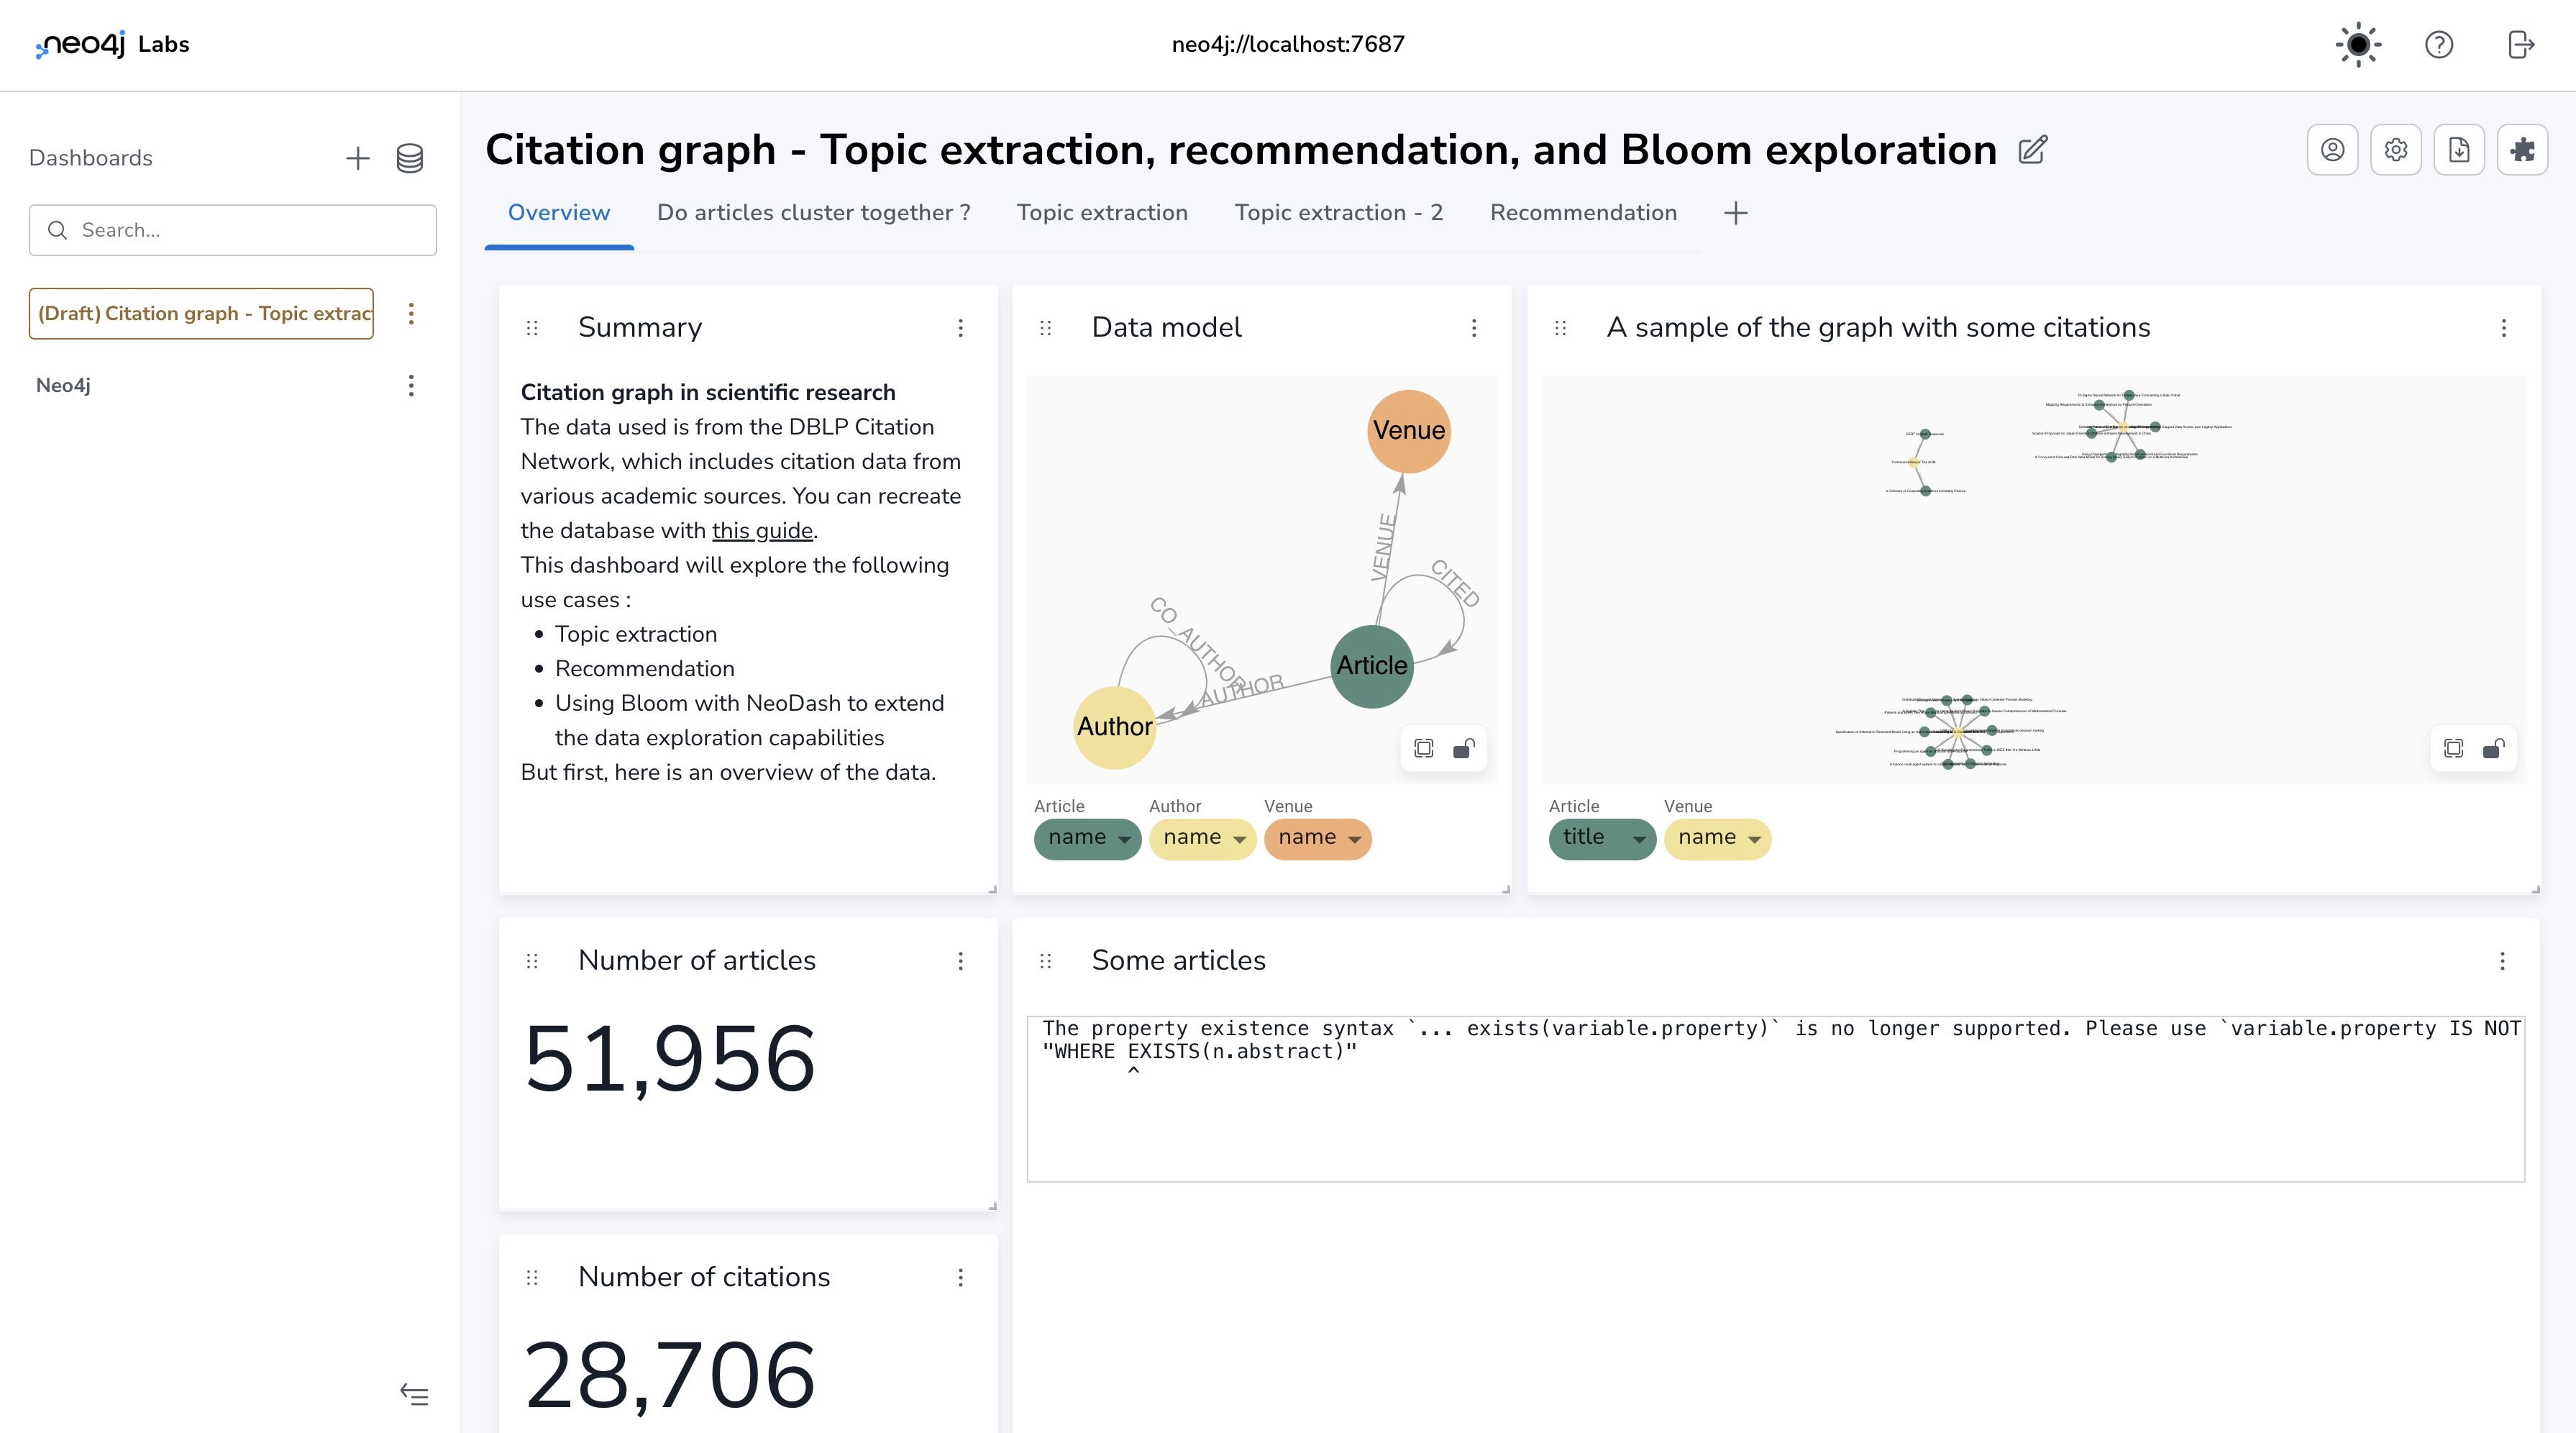 neo4j Labs
neo4j://localhost:7687
Dashboards
Search...
(Draft) Citation graph - Topic extrac
Neo4j
Citation graph - Topic extraction, recommendation, and Bloom exploration
Overview
Do articles cluster together ?
Topic extraction
Topic extraction - 2
Recommendation
Summary
Citation graph in scientific research
The data used is from the DBLP Citation
Network, which includes citation data from
various academic sources. You can recreate
the database with this guide.
This dashboard will explore the following
use cases :
• Topic extraction
• Recommendation
• Using Bloom with NeoDash to extend
the data exploration capabilities
But first, here is an overview of the data.
Data model
Venue
VENUE
CITED
CO_AUTHOR
AUTHOR
Article
Author
Article
name
Author
name
Venue
name
A sample of the graph with some citations
Article
title
Venue
name
Number of articles
51,956
Some articles
The property existence syntax `... exists(variable.property)` is no longer supported. Please use `variable.property IS NOT
"WHERE EXISTS(n.abstract)"
^
Number of citations
28,706